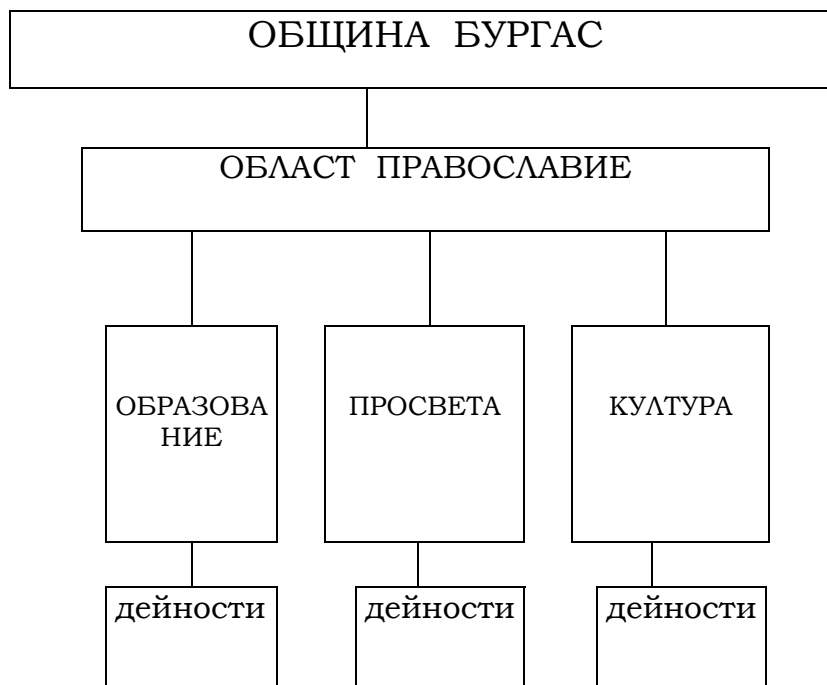 ОБЩИНА БУРГАС
ОБЛАСТ ПРАВОСЛАВИЕ
ОБРАЗОВА
НИЕ
ПРОСВЕТА
КУЛТУРА
дейности
дейности
дейности